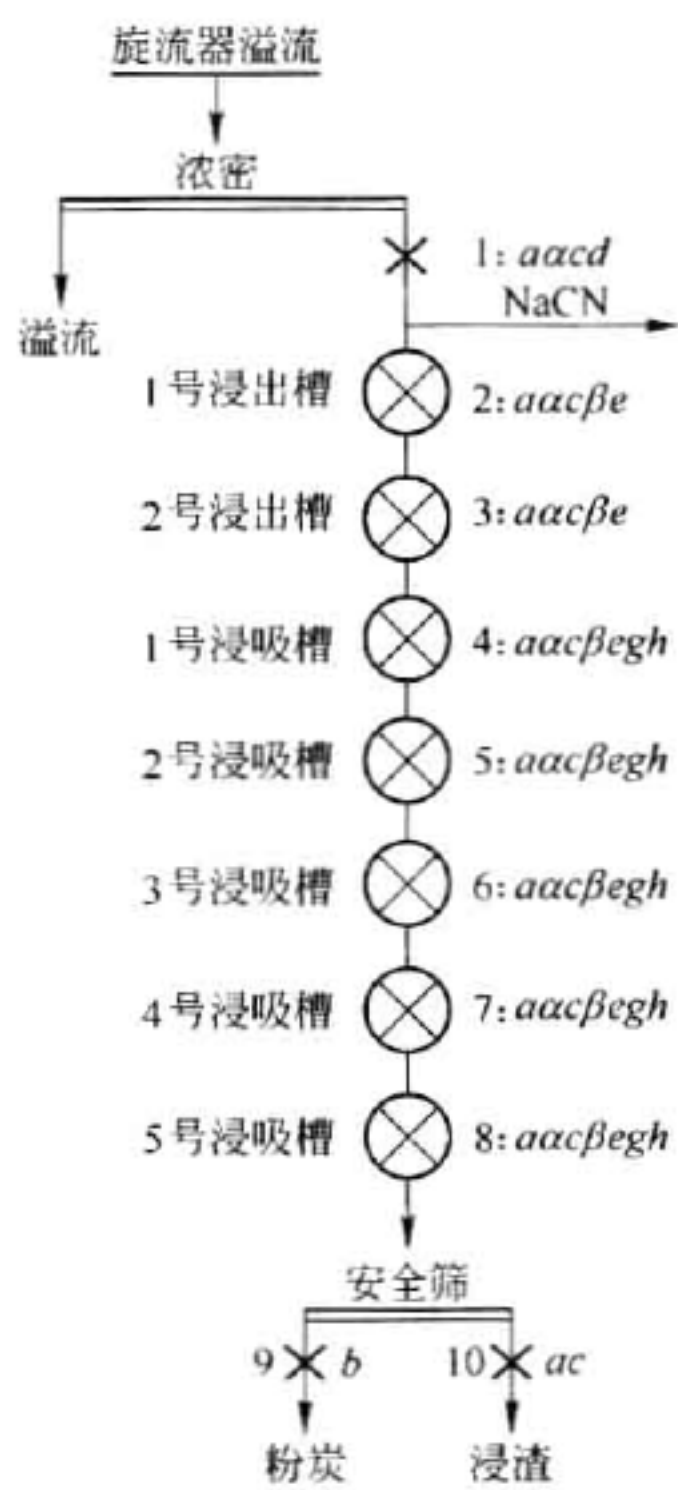 旋流器溢流
浓密
1: aαcd
NaCN
溢流
1号浸出槽 2: aαcβe
2号浸出槽 3: aαcβe
1号浸吸槽 4: aαcβegh
2号浸吸槽 5: aαcβegh
3号浸吸槽 6: aαcβegh
4号浸吸槽 7: aαcβegh
5号浸吸槽 8: aαcβegh
安全筛
9 b 10 ac
粉炭 浸渣